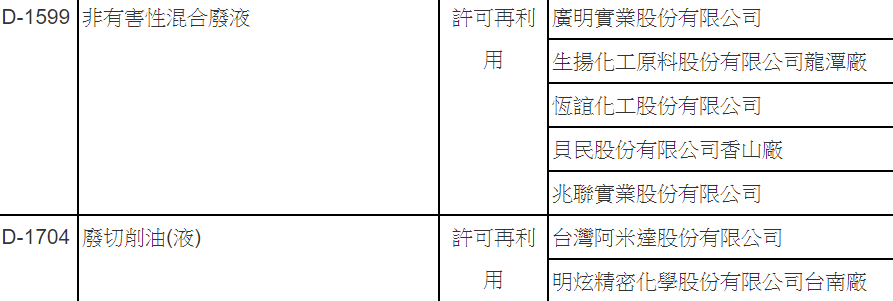 D-1599 非有害性混合廢液 許可再利用 廣明實業股份有限公司
生揚化工原料股份有限公司龍潭廠
恆誼化工股份有限公司
貝民股份有限公司香山廠
兆聯實業股份有限公司
D-1704 廢切削油(液) 許可再利用 台灣阿米達股份有限公司
明炫精密化學股份有限公司台南廠